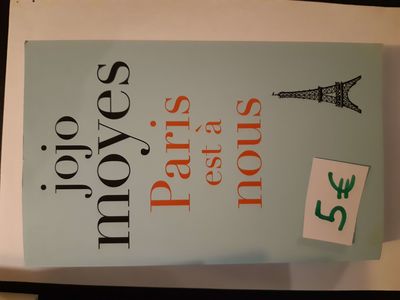 jojo
moyes
Paris
est à
nous
5€